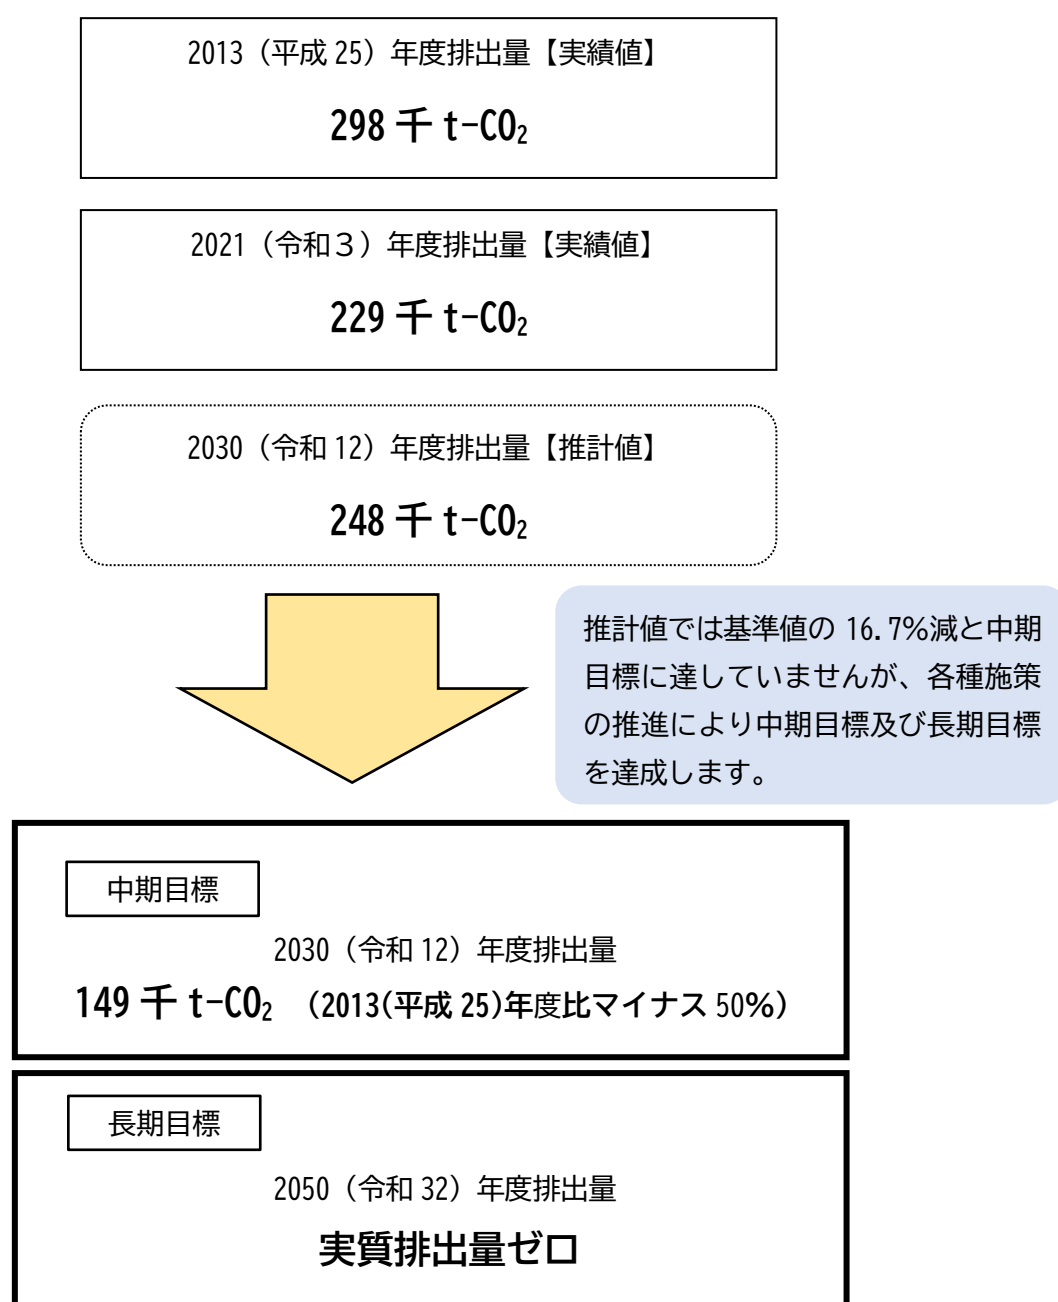 2013（平成 25）年度排出量【実績値】
298 千 t-CO₂
2021（令和３）年度排出量【実績値】
229 千 t-CO₂
2030（令和 12）年度排出量【推計値】
248 千 t-CO₂
推計値では基準値の 16.7％減と中期
目標に達していませんが、各種施策
の推進により中期目標及び長期目標
を達成します。
中期目標
2030（令和 12）年度排出量
149 千 t-CO₂ （2013(平成 25)年度比マイナス 50%）
長期目標
2050（令和 32）年度排出量
実質排出量ゼロ